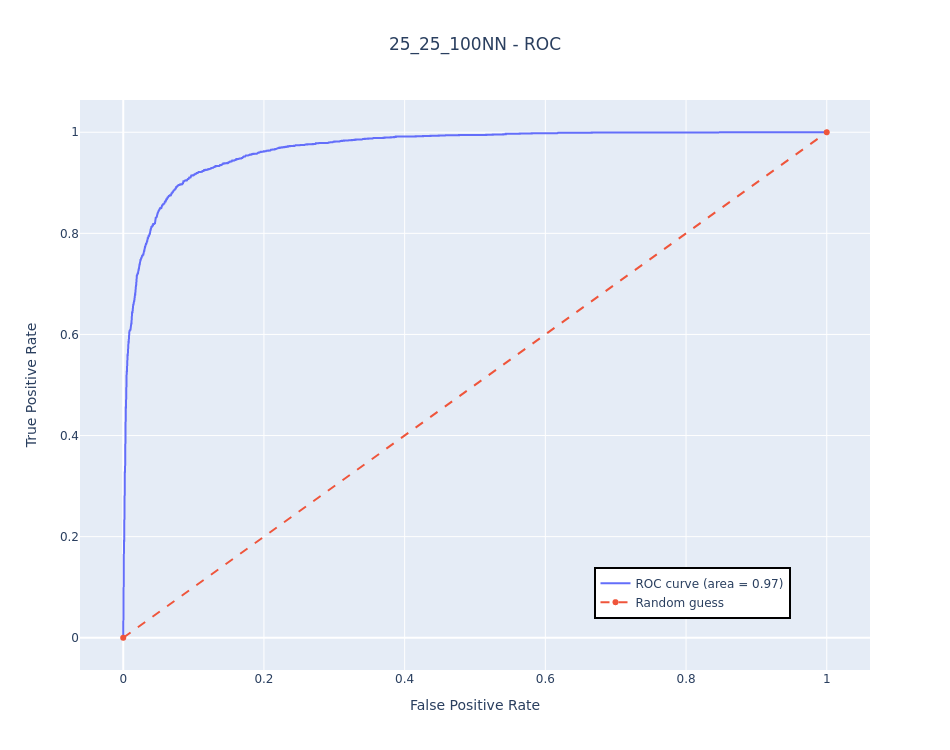 25_25_100NN - ROC
True Positive Rate
1
0.8
0.6
0.4
0.2
0
ROC curve (area = 0.97)
Random guess
0 0.2 0.4 0.6 0.8 1
False Positive Rate